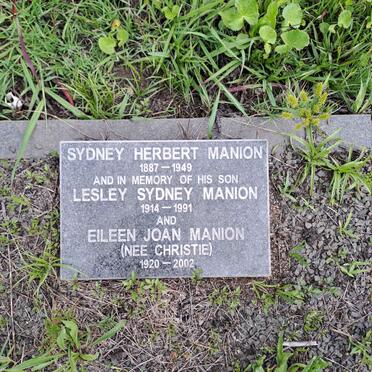 SYDNEY HERBERT MANION
1887-1949
AND IN MEMORY OF HIS SON
LESLEY SYDNEY MANION
1914-1991
AND
EILEEN JOAN MANION
(NEE CHRISTIE)
1920-2002